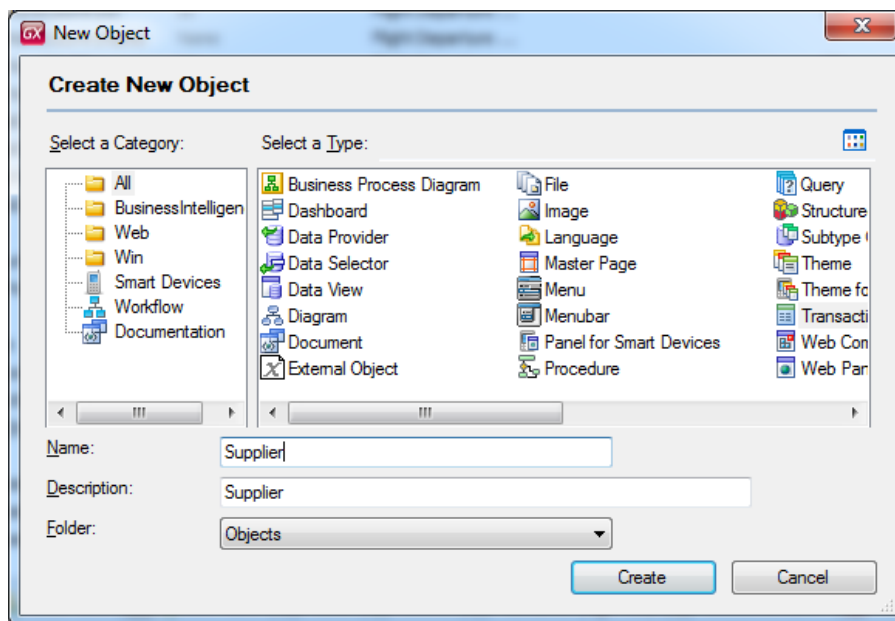 GX New Object
Create New Object
Select a Category:
Select a Type:
All
BusinessIntelligen
Web
Win
Smart Devices
Workflow
Documentation
Business Process Diagram
Dashboard
Data Provider
Data Selector
Data View
Diagram
Document
External Object
File
Image
Language
Master Page
Menu
Menubar
Panel for Smart Devices
Procedure
Query
Structure
Subtype
Theme
Theme fo
Transacti
Web Com
Web Pan
Name:
Supplier
Description:
Supplier
Folder:
Objects
Create
Cancel